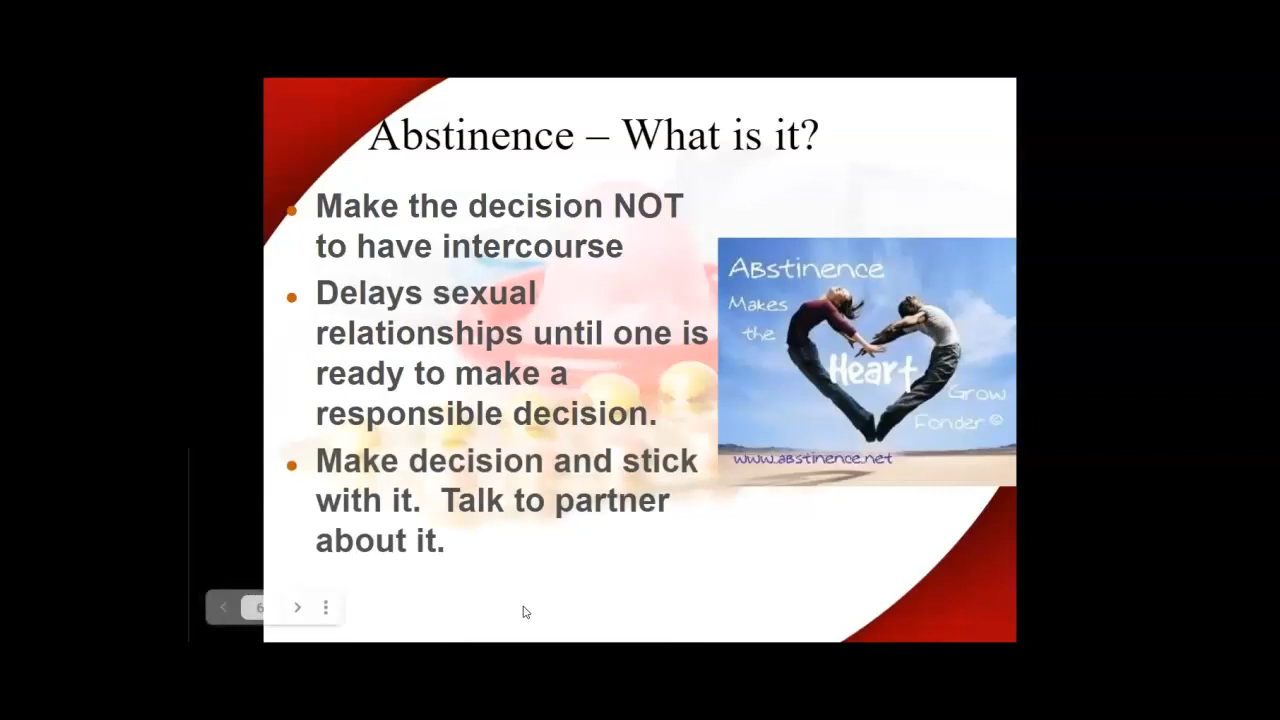 Abstinence – What is it?
Make the decision NOT
to have intercourse
Delays sexual
relationships until one is
ready to make a
responsible decision.
Make decision and stick
with it.  Talk to partner
about it.
Abstinence
Makes
the
Heart
Grow
Fonder ©
www.abstinence.net
6